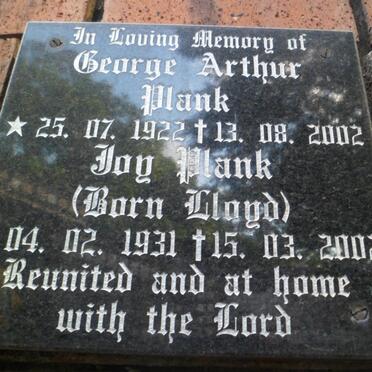 In Loving Memory of
George Arthur
Plank
★ 25. 07. 1922 † 13. 08. 2002
Joy Plank
(Born Lloyd)
04. 02. 1931 † 15. 03. 2002
Reunited and at home
with the Lord